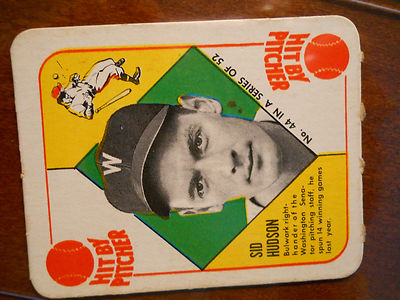 HIT BY
PITCHER
No. 44 IN A SERIES OF 52
W
SID
HUDSON
Bulwark right-
hander of the
Washington Sena-
tor pitching staff, he
spun 14 winning games
last year.
HIT BY
PITCHER